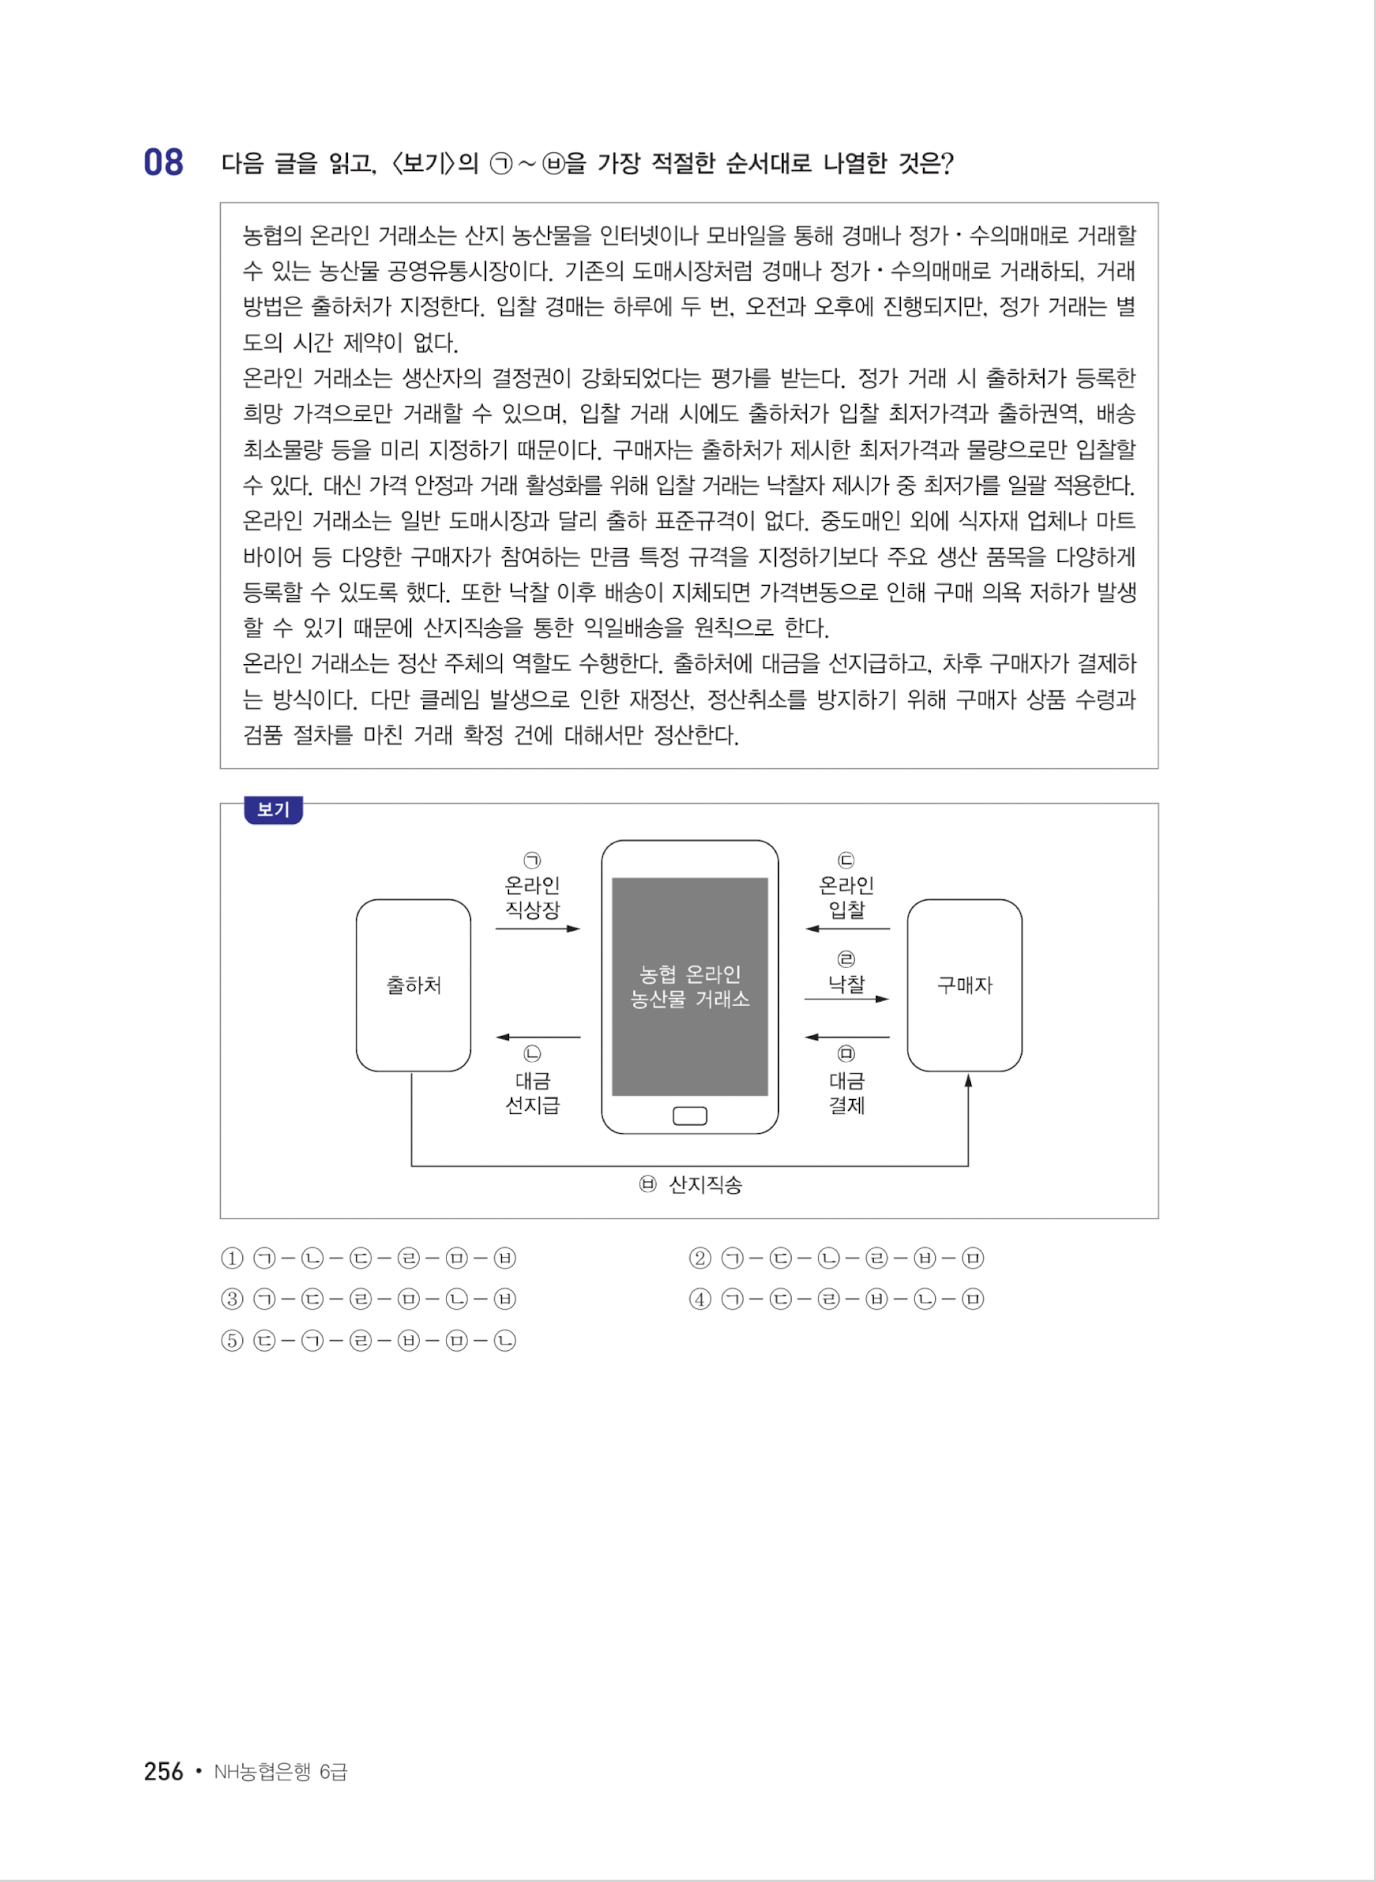 08 다음 글을 읽고, 〈보기〉의 ㉠~㉥을 가장 적절한 순서대로 나열한 것은?
농협의 온라인 거래소는 산지 농산물을 인터넷이나 모바일을 통해 경매나 정가·수의매매로 거래할
수 있는 농산물 공영유통시장이다. 기존의 도매시장처럼 경매나 정가·수의매매로 거래하되, 거래
방법은 출하처가 지정한다. 입찰 경매는 하루에 두 번, 오전과 오후에 진행되지만, 정가 거래는 별
도의 시간 제약이 없다.
온라인 거래소는 생산자의 결정권이 강화되었다는 평가를 받는다. 정가 거래 시 출하처가 등록한
희망 가격으로만 거래할 수 있으며, 입찰 거래 시에도 출하처가 입찰 최저가격과 출하권역, 배송
최소물량 등을 미리 지정하기 때문이다. 구매자는 출하처가 제시한 최저가격과 물량으로만 입찰할
수 있다. 대신 가격 안정과 거래 활성화를 위해 입찰 거래는 낙찰자 제시가 중 최저가를 일괄 적용한다.
온라인 거래소는 일반 도매시장과 달리 출하 표준규격이 없다. 중도매인 외에 식자재 업체나 마트
바이어 등 다양한 구매자가 참여하는 만큼 특정 규격을 지정하기보다 주요 생산 품목을 다양하게
등록할 수 있도록 했다. 또한 낙찰 이후 배송이 지체되면 가격변동으로 인해 구매 의욕 저하가 발생
할 수 있기 때문에 산지직송을 통한 익일배송을 원칙으로 한다.
온라인 거래소는 정산 주체의 역할도 수행한다. 출하처에 대금을 선지급하고, 차후 구매자가 결제하
는 방식이다. 다만 클레임 발생으로 인한 재정산, 정산취소를 방지하기 위해 구매자 상품 수령과
검품 절차를 마친 거래 확정 건에 대해서만 정산한다.
보기
㉠
온라인
직상장
㉢
온라인
입찰
출하처
농협 온라인
농산물 거래소
㉣
낙찰
구매자
㉡
대금
선지급
㉤
대금
결제
㉥ 산지직송
① ㉠-㉡-㉢-㉣-㉤-㉥
② ㉠-㉢-㉡-㉣-㉥-㉤
③ ㉠-㉢-㉣-㉤-㉡-㉥
④ ㉠-㉢-㉣-㉥-㉡-㉤
⑤ ㉢-㉠-㉣-㉥-㉤-㉡
256 • NH농협은행 6급